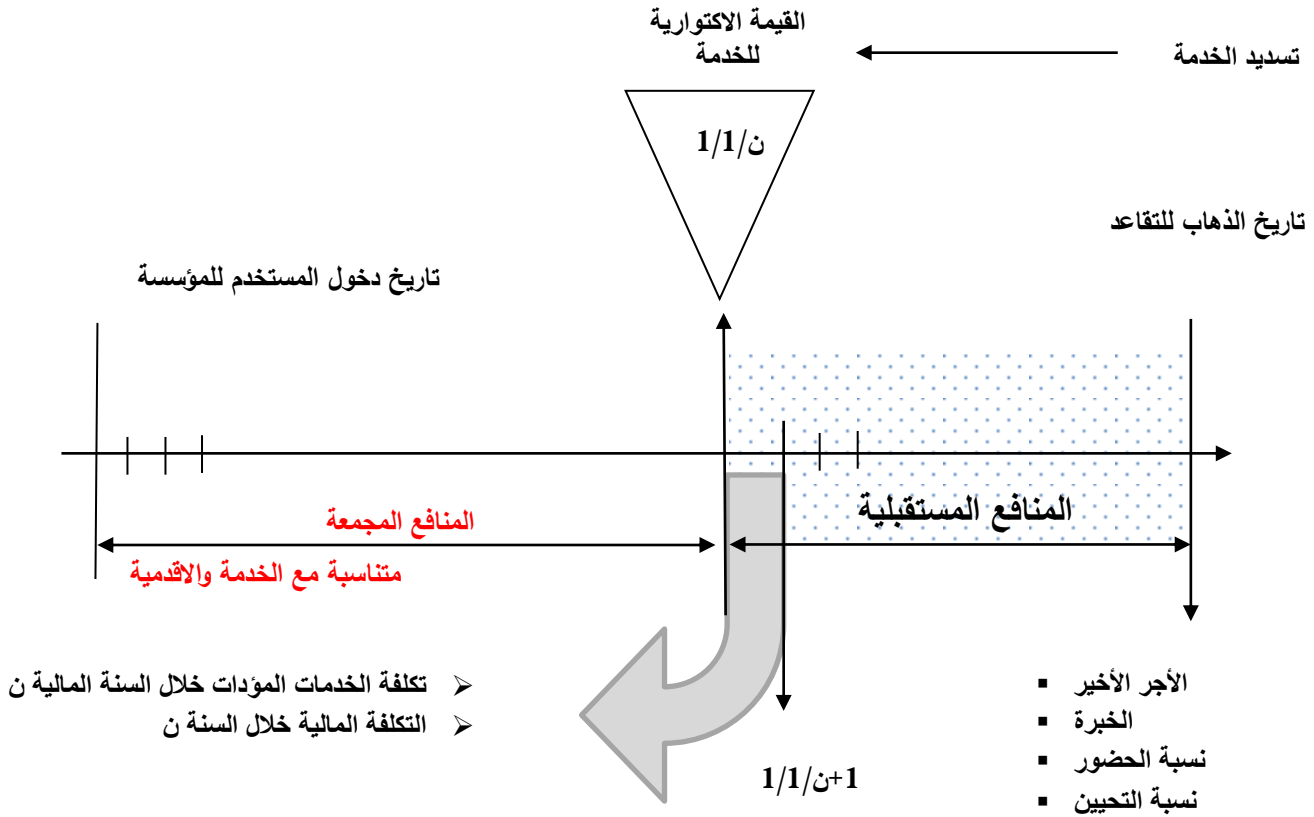 القيمة الاكتوارية
للخدمة
تسديد الخدمة
1/1/ن
تاريخ الذهاب للتقاعد
تاريخ دخول المستخدم للمؤسسة
المنافع المستقبلية
المنافع المجمعة
متناسبة مع الخدمة والاقدمية
الأجر الأخير
الخبرة
نسبة الحضور
نسبة التحيين
تكلفة الخدمات المؤدات خلال السنة المالية ن
التكلفة المالية خلال السنة ن
1/1/ن+1